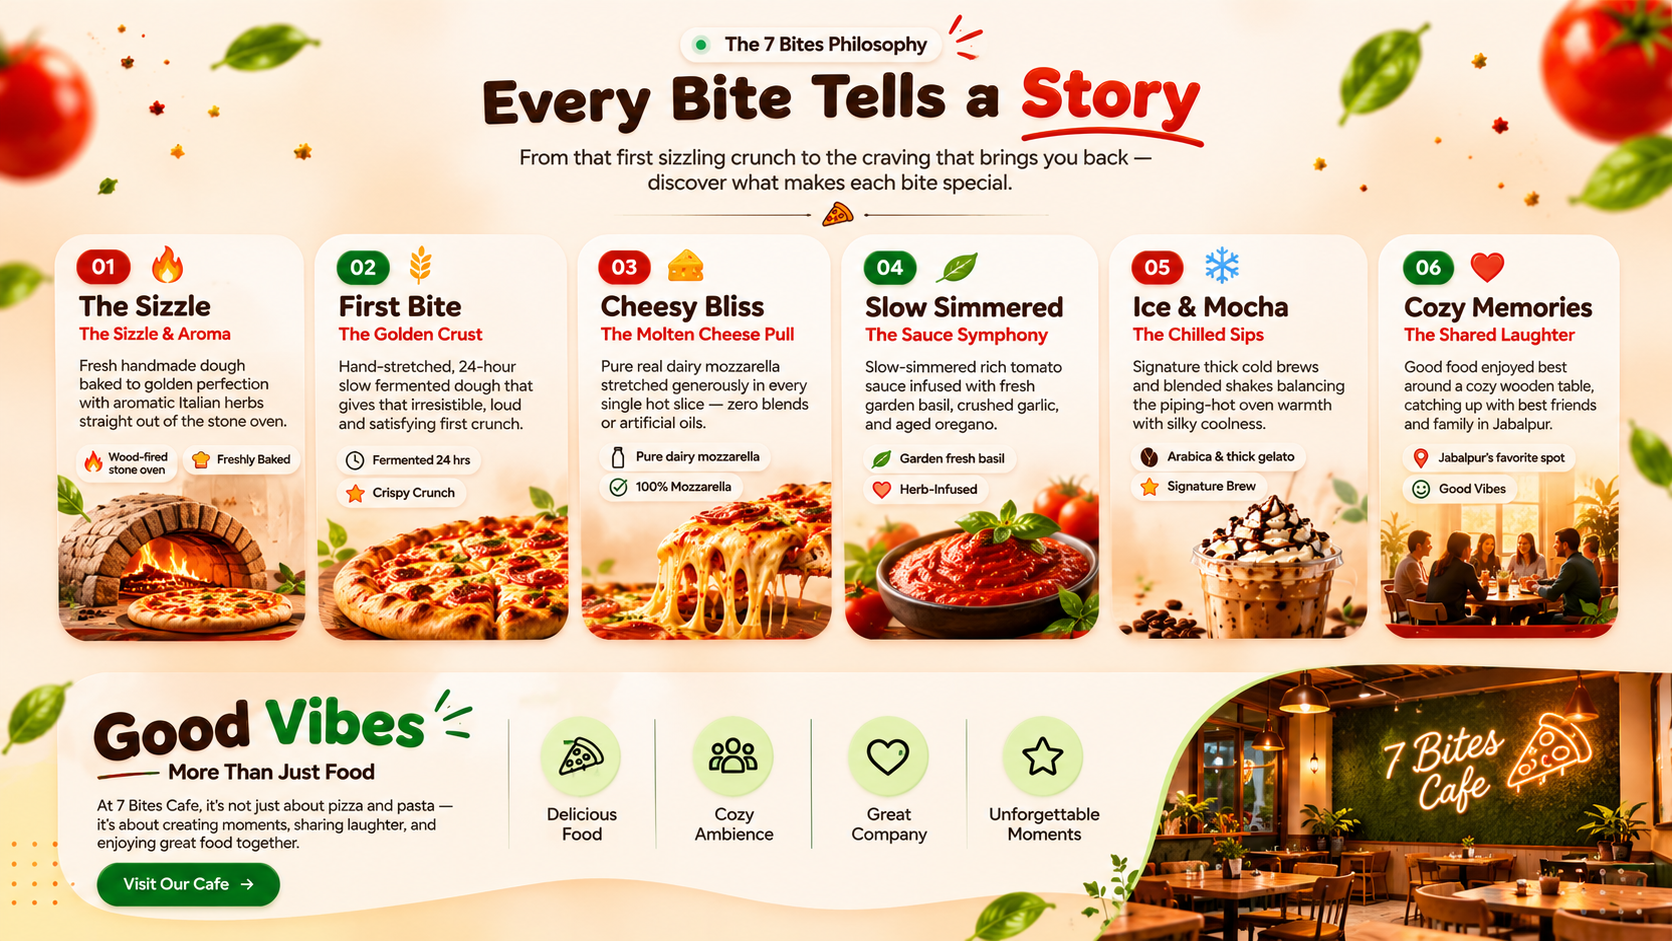 The 7 Bites Philosophy
Every Bite Tells a Story
From that first sizzling crunch to the craving that brings you back —
discover what makes each bite special.
01
The Sizzle
The Sizzle & Aroma
Fresh handmade dough
baked to golden perfection
with aromatic Italian herbs
straight out of the stone oven.
Wood-fired
stone oven
Freshly Baked
02
First Bite
The Golden Crust
Hand-stretched, 24-hour
slow fermented dough that
gives that irresistible, loud
and satisfying first crunch.
Fermented 24 hrs
Crispy Crunch
03
Cheesy Bliss
The Molten Cheese Pull
Pure real dairy mozzarella
stretched generously in every
single hot slice — zero blends
or artificial oils.
Pure dairy mozzarella
100% Mozzarella
04
Slow Simmered
The Sauce Symphony
Slow-simmered rich tomato
sauce infused with fresh
garden basil, crushed garlic,
and aged oregano.
Garden fresh basil
Herb-Infused
05
Ice & Mocha
The Chilled Sips
Signature thick cold brews
and blended shakes balancing
the piping-hot oven warmth
with silky coolness.
Arabica & thick gelato
Signature Brew
06
Cozy Memories
The Shared Laughter
Good food enjoyed best
around a cozy wooden table,
catching up with best friends
and family in Jabalpur.
Jabalpur's favorite spot
Good Vibes
Good Vibes
More Than Just Food
At 7 Bites Cafe, it's not just about pizza and pasta —
it's about creating moments, sharing laughter, and
enjoying great food together.
Visit Our Cafe →
Delicious
Food
Cozy
Ambience
Great
Company
Unforgettable
Moments
7 Bites
Cafe